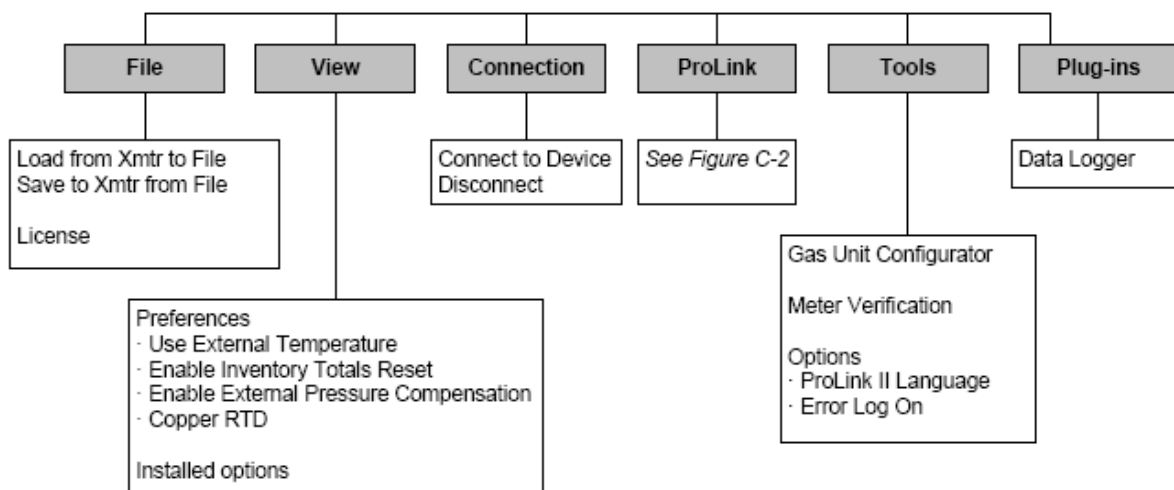 File
View
Connection
ProLink
Tools
Plug-ins
Load from Xmtr to File
Save to Xmtr from File
License
Connect to Device
Disconnect
See Figure C-2
Data Logger
Preferences
· Use External Temperature
· Enable Inventory Totals Reset
· Enable External Pressure Compensation
· Copper RTD
Installed options
Gas Unit Configurator
Meter Verification
Options
· ProLink II Language
· Error Log On